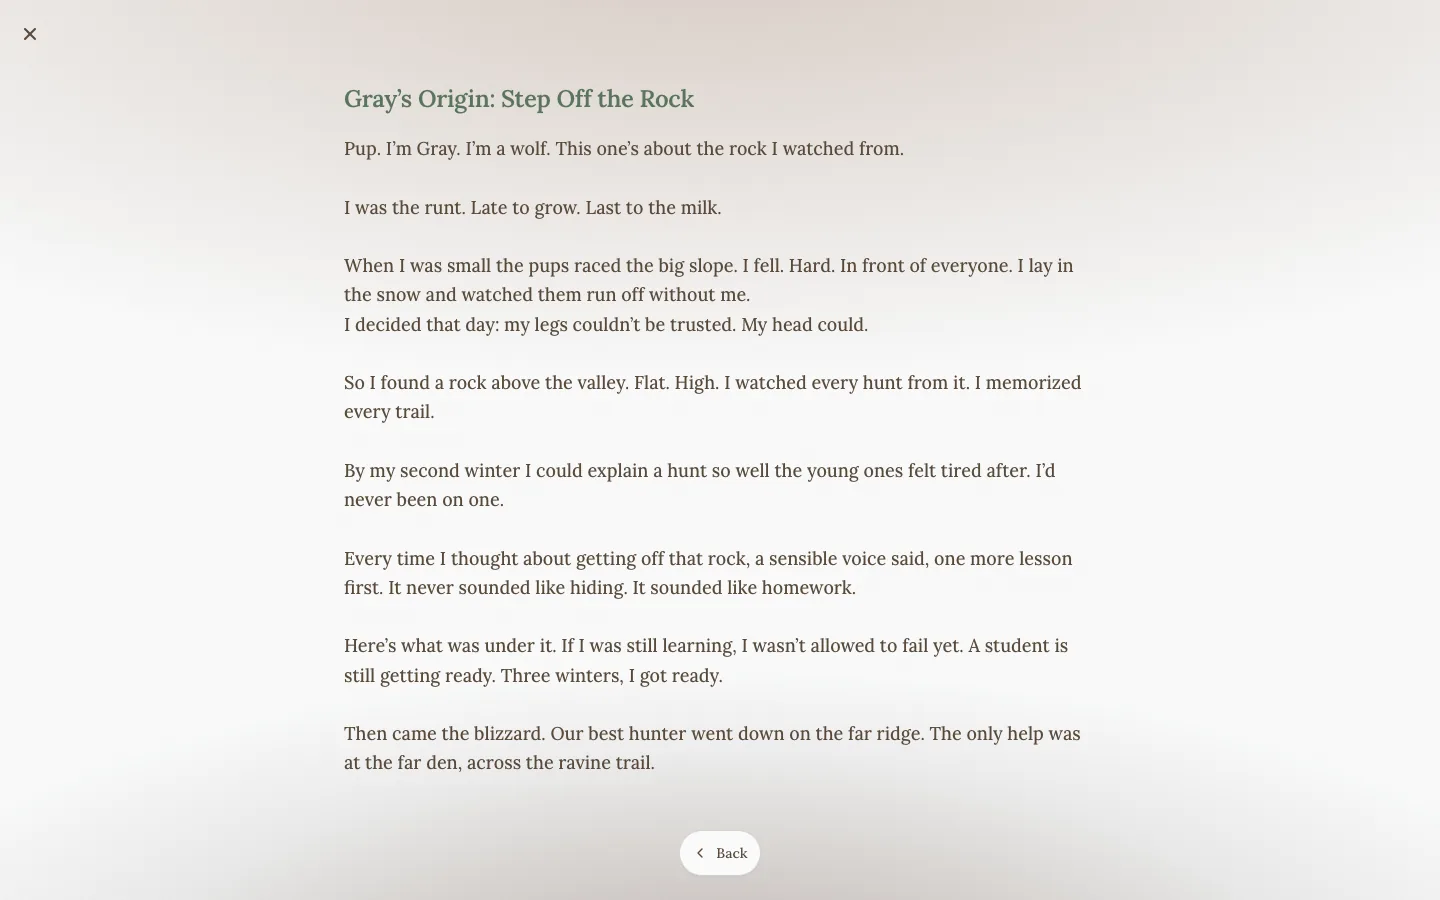 Gray’s Origin: Step Off the Rock
Pup. I’m Gray. I’m a wolf. This one’s about the rock I watched from.
I was the runt. Late to grow. Last to the milk.
When I was small the pups raced the big slope. I fell. Hard. In front of everyone. I lay in
the snow and watched them run off without me.
I decided that day: my legs couldn’t be trusted. My head could.
So I found a rock above the valley. Flat. High. I watched every hunt from it. I memorized
every trail.
By my second winter I could explain a hunt so well the young ones felt tired after. I’d
never been on one.
Every time I thought about getting off that rock, a sensible voice said, one more lesson
first. It never sounded like hiding. It sounded like homework.
Here’s what was under it. If I was still learning, I wasn’t allowed to fail yet. A student is
still getting ready. Three winters, I got ready.
Then came the blizzard. Our best hunter went down on the far ridge. The only help was
at the far den, across the ravine trail.
Back